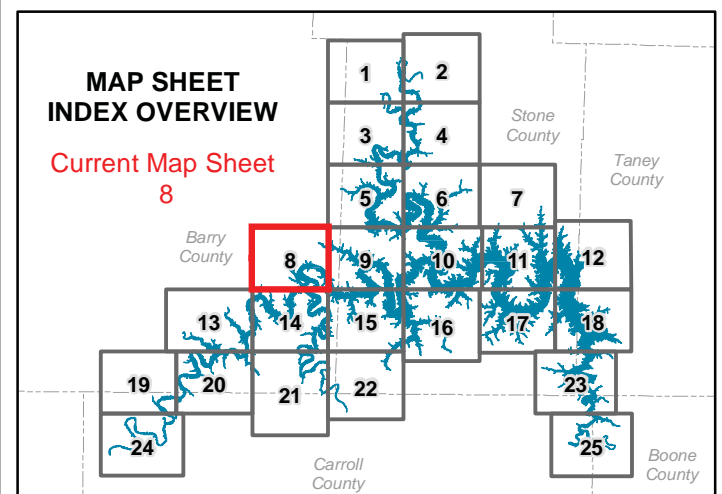 MAP SHEET
INDEX OVERVIEW
Current Map Sheet
8
1
2
Stone
County
3
4
Taney
County
5
6
7
Barry
County
8
9
10
11
12
13
14
15
16
17
18
19
20
21
22
23
24
25
Carroll
County
Boone
County